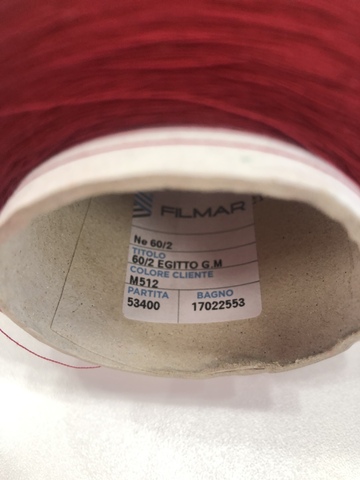 FILMAR
Ne 60/2
TITOLO
60/2 EGITTO G.M
COLORE CLIENTE
M512
PARTITA BAGNO
53400 17022553